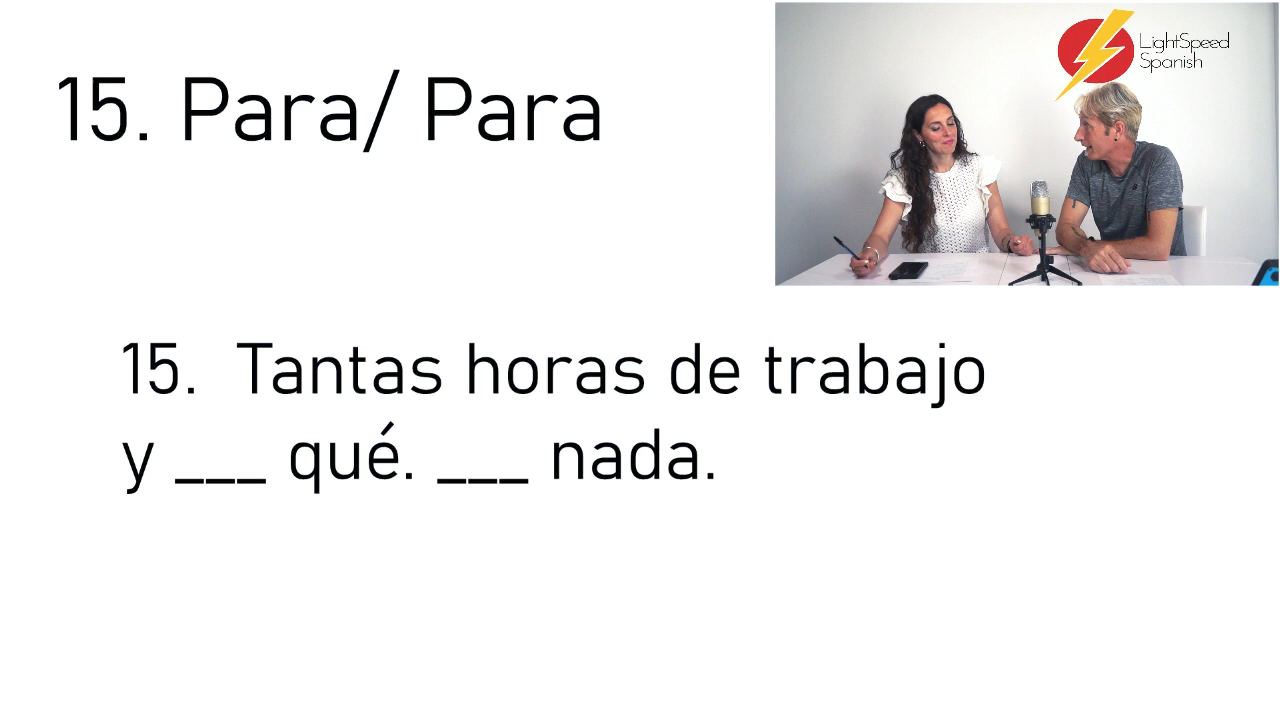 15. Para/ Para
LightSpeed
Spanish
15. Tantas horas de trabajo
y ___ qué. ___ nada.